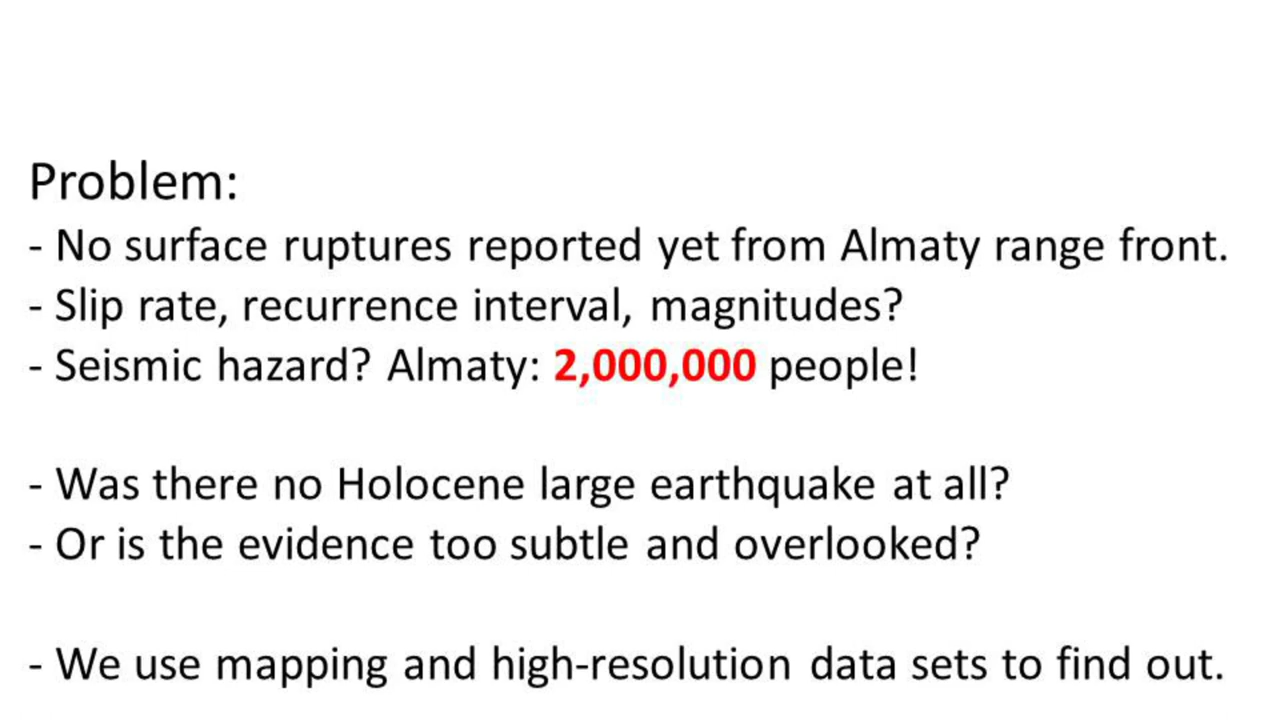 Problem:
- No surface ruptures reported yet from Almaty range front.
- Slip rate, recurrence interval, magnitudes?
- Seismic hazard? Almaty: 2,000,000 people!
- Was there no Holocene large earthquake at all?
- Or is the evidence too subtle and overlooked?
- We use mapping and high-resolution data sets to find out.